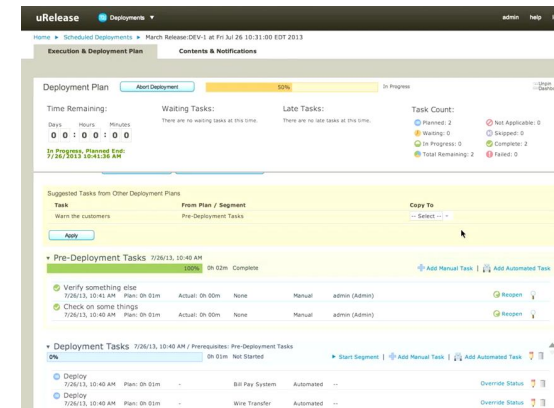 uRelease Deployments ▼ admin help
Home ► Scheduled Deployments ► March Release:DEV-1 at Fri Jul 26 10:31:00 EDT 2013
Execution & Deployment Plan Contents & Notifications
Deployment Plan Abort Deployment 50% In Progress
Time Remaining: Waiting Tasks: Late Tasks: Task Count:
Days Hours Minutes There are no waiting tasks at this time. There are no late tasks at this time. Planned: 2 Not Applicable: 0
0 0 : 0 0 : 0 0 Waiting: 0 Skipped: 0
In Progress: 0 Complete: 2
In Progress, Planned End: Total Remaining: 2 Failed: 0
7/26/2013 10:41:36 AM
Suggested Tasks from Other Deployment Plans
Task From Plan / Segment Copy To
Warn the customers Pre-Deployment Tasks -- Select --
Apply
Pre-Deployment Tasks 7/26/13, 10:40 AM
100% 0h 02m Complete Add Manual Task | Add Automated Task
Verify something else
7/26/13, 10:41 AM Plan: 0h 01m Actual: 0h 00m None Manual admin (Admin) Reopen
Check on some things
7/26/13, 10:40 AM Plan: 0h 01m Actual: 0h 00m None Manual admin (Admin) Reopen
Deployment Tasks 7/26/13, 10:40 AM / Prerequisites: Pre-Deployment Tasks
0% 0h 01m Not Started ► Start Segment | Add Manual Task | Add Automated Task
Deploy
7/26/13, 10:40 AM Plan: 0h 01m - Bill Pay System Automated -- Override Status
Deploy
7/26/13, 10:40 AM Plan: 0h 01m - Wire Transfer Automated -- Override Status